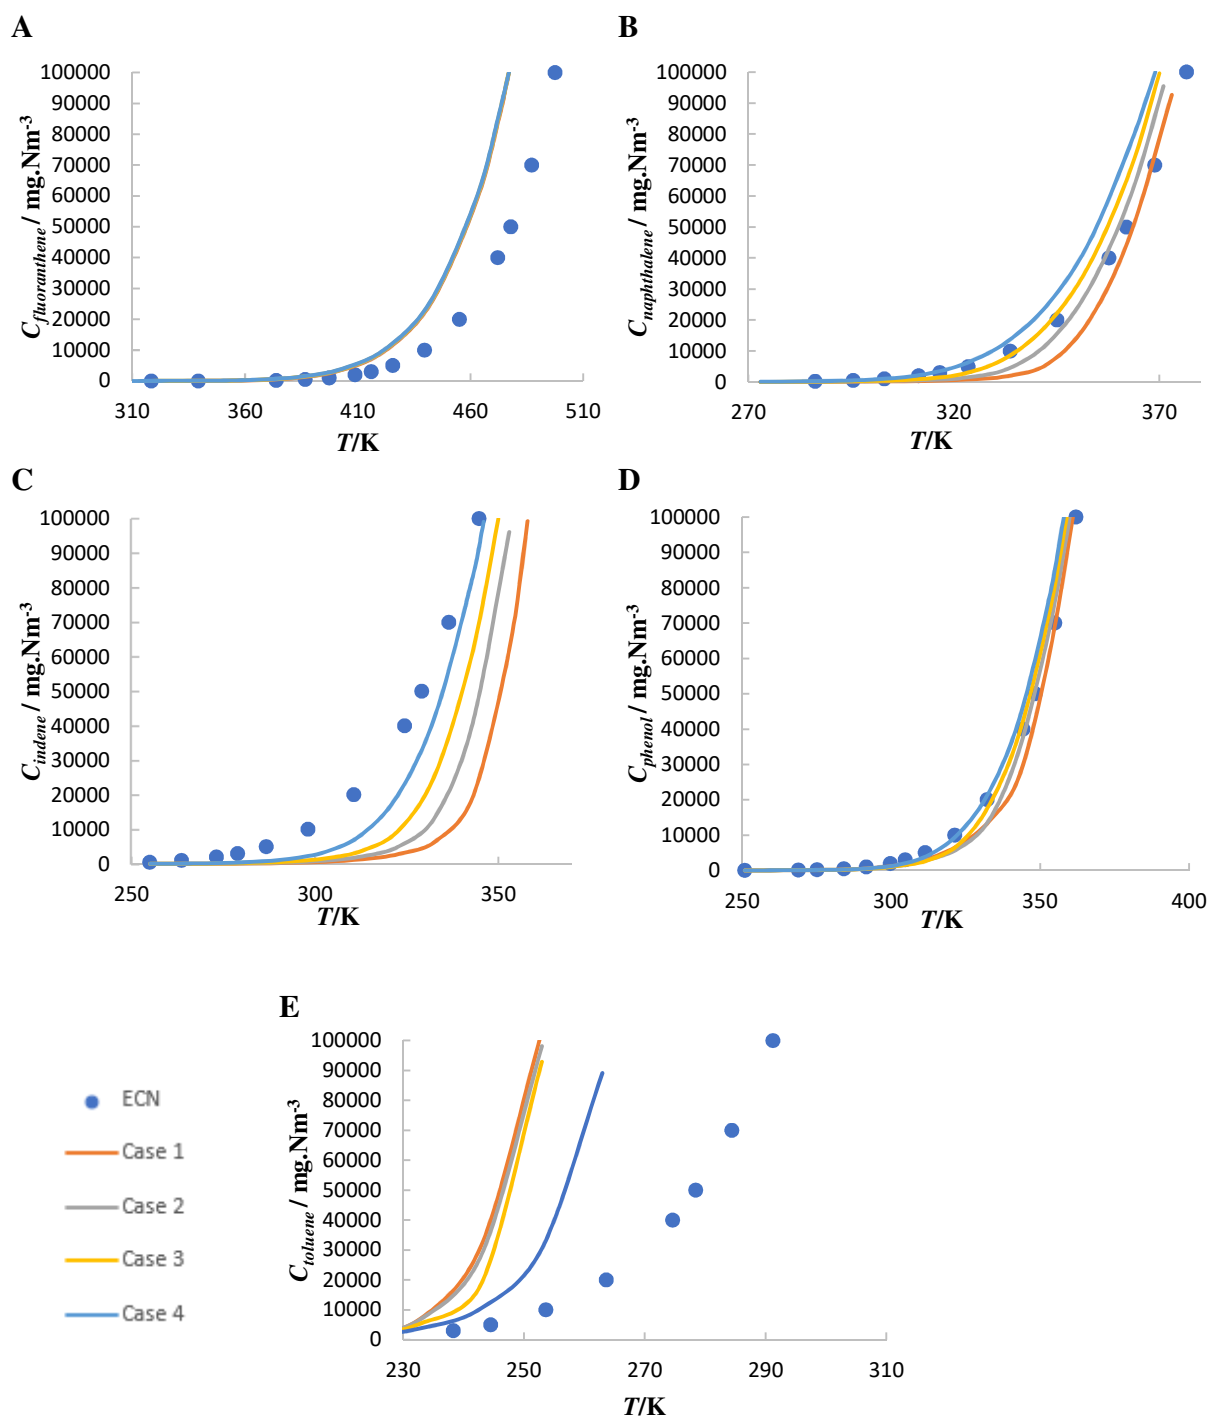 A
100000
90000
80000
70000
60000
50000
40000
30000
20000
10000
0
C_fluoranthene / mg.Nm-3
310 360 410 460 510
T/K
B
100000
90000
80000
70000
60000
50000
40000
30000
20000
10000
0
C_naphthalene / mg.Nm-3
270 320 370
T/K
C
100000
90000
80000
70000
60000
50000
40000
30000
20000
10000
0
C_indene / mg.Nm-3
250 300 350
T/K
D
100000
90000
80000
70000
60000
50000
40000
30000
20000
10000
0
C_phenol / mg.Nm-3
250 300 350 400
T/K
ECN
Case 1
Case 2
Case 3
Case 4
E
100000
90000
80000
70000
60000
50000
40000
30000
20000
10000
0
C_toluene / mg.Nm-3
230 250 270 290 310
T/K